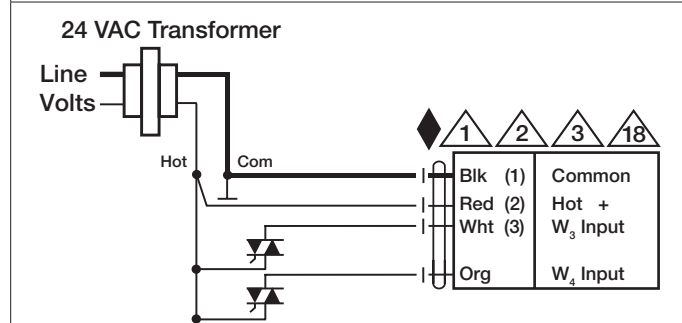 24 VAC Transformer
Line
Volts
Hot
Com
1 2 3 18
Blk (1) Common
Red (2) Hot +
Wht (3) W₃ Input
Org W₄ Input